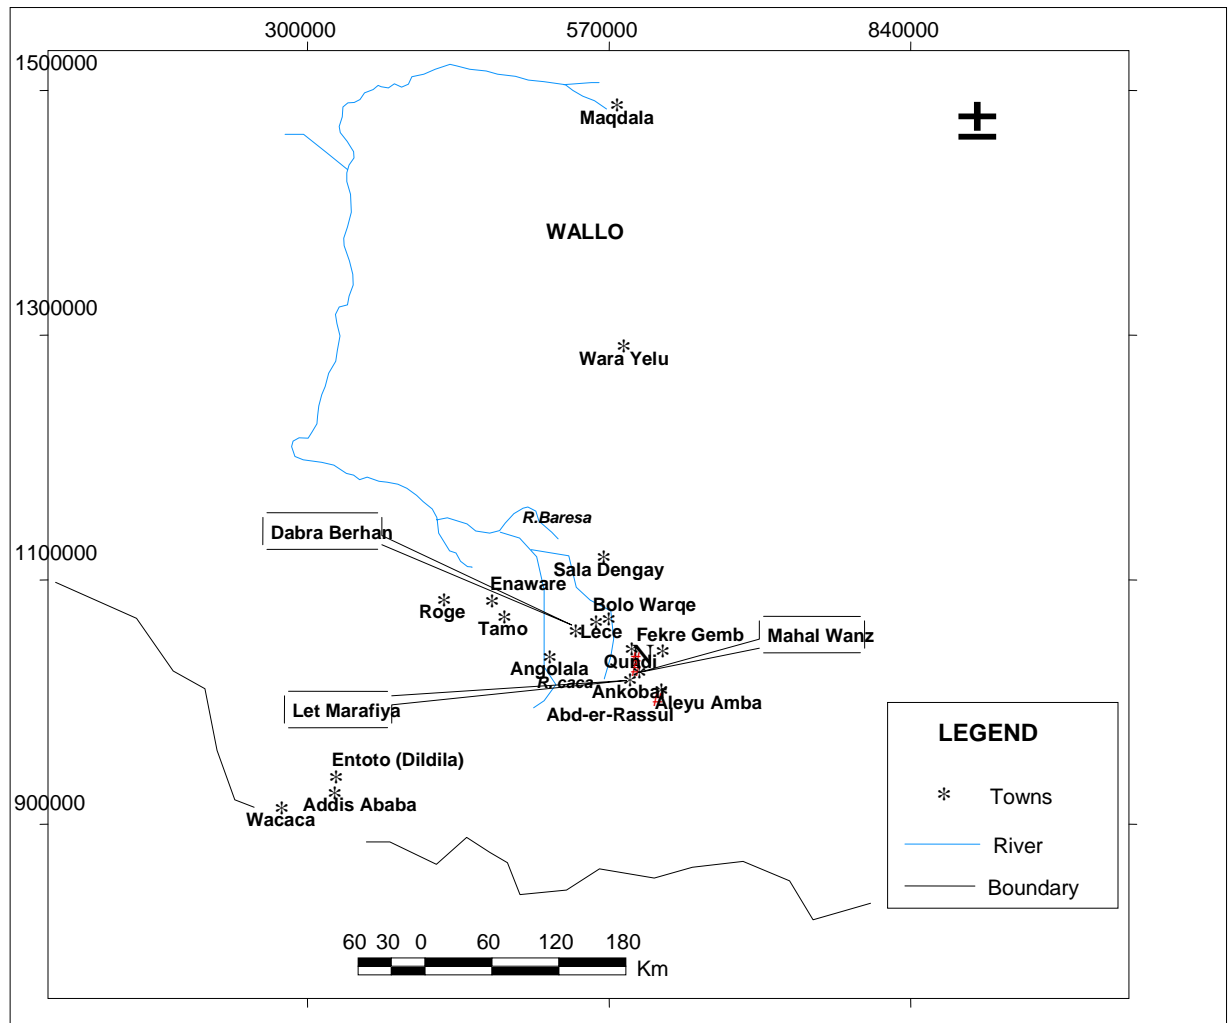 300000 570000 840000
1500000
Maqdala
±
WALLO
1300000
Wara Yelu
R.Baresa
Dabra Berhan
1100000
Sala Dengay
Enaware
Bolo Warqe
Roge
Tamo
Lece
Fekre Gemb
Mahal Wanz
N
Qundi
Angolala
R. caca
Ankobar
Let Marafiya
Aleyu Amba
Abd-er-Rassul
LEGEND
Entoto (Dildila)
Towns
900000
Addis Ababa
Wacaca
River
Boundary
60 30 0 60 120 180
Km